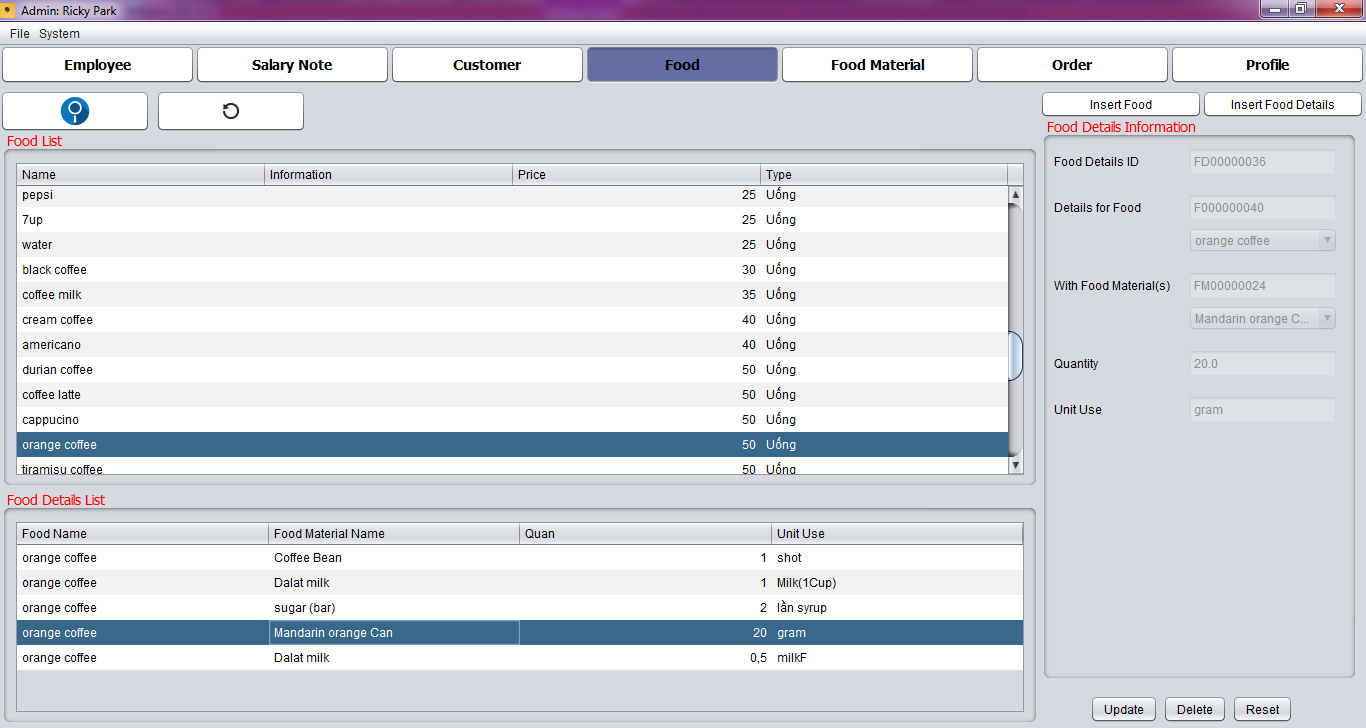 Admin: Ricky Park
File System
Employee Salary Note Customer Food Food Material Order Profile
Insert Food Insert Food Details
Food List
Name Information Price Type
pepsi 25 Uống
7up 25 Uống
water 25 Uống
black coffee 30 Uống
coffee milk 35 Uống
cream coffee 40 Uống
americano 40 Uống
durian coffee 50 Uống
coffee latte 50 Uống
cappucino 50 Uống
orange coffee 50 Uống
tiramisu coffee 50 Uống
Food Details List
Food Name Food Material Name Quan Unit Use
orange coffee Coffee Bean 1 shot
orange coffee Dalat milk 1 Milk(1Cup)
orange coffee sugar (bar) 2 lần syrup
orange coffee Mandarin orange Can 20 gram
orange coffee Dalat milk 0,5 milkF
Food Details Information
Food Details ID FD00000036
Details for Food F000000040
orange coffee
With Food Material(s) FM00000024
Mandarin orange C...
Quantity 20.0
Unit Use gram
Update Delete Reset